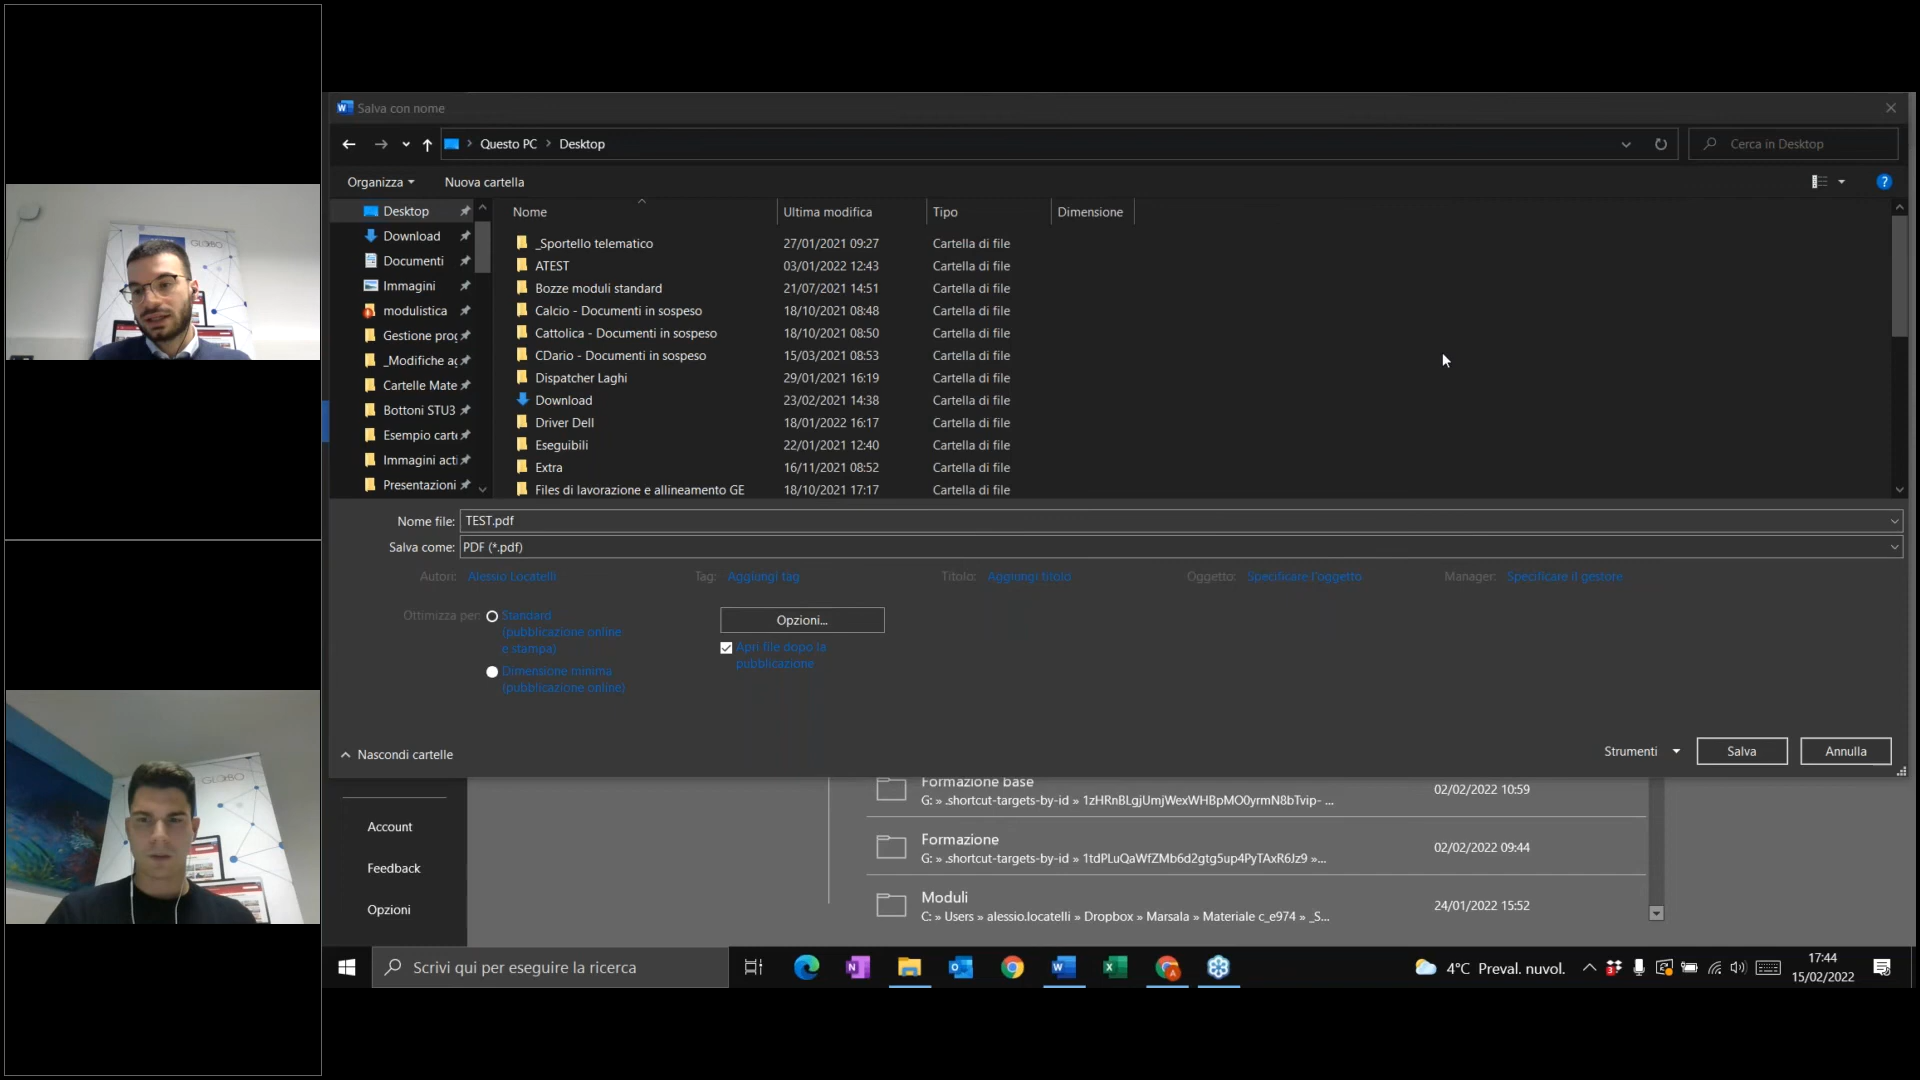 GLOBO
GLOBO
Salva con nome
Questo PC > Desktop
Cerca in Desktop
Organizza
Nuova cartella
Desktop
Download
Documenti
Immagini
modulistica
Gestione prog
_Modifiche ag
Cartelle Mate
Bottoni STU3
Esempio carte
Immagini acti
Presentazioni
Nome Ultima modifica Tipo Dimensione
_Sportello telematico 27/01/2021 09:27 Cartella di file
ATEST 03/01/2022 12:43 Cartella di file
Bozze moduli standard 21/07/2021 14:51 Cartella di file
Calcio - Documenti in sospeso 18/10/2021 08:48 Cartella di file
Cattolica - Documenti in sospeso 18/10/2021 08:50 Cartella di file
CDario - Documenti in sospeso 15/03/2021 08:53 Cartella di file
Dispatcher Laghi 29/01/2021 16:19 Cartella di file
Download 23/02/2021 14:38 Cartella di file
Driver Dell 18/01/2022 16:17 Cartella di file
Eseguibili 22/01/2021 12:40 Cartella di file
Extra 16/11/2021 08:52 Cartella di file
Files di lavorazione e allineamento GE 18/10/2021 17:17 Cartella di file
Nome file: TEST.pdf
Salva come: PDF (*.pdf)
Autori: Alessio Locatelli Tag: Aggiungi tag Titolo: Aggiungi titolo Oggetto: Specificare l'oggetto Manager: Specificare il gestore
Ottimizza per: Standard
(pubblicazione online
e stampa)
Dimensione minima
(pubblicazione online)
Opzioni...
Apri file dopo la
pubblicazione
Nascondi cartelle
Strumenti Salva Annulla
Account
Feedback
Opzioni
Formazione base
G: » .shortcut-targets-by-id » 1zHRnBLgjUmjWexWHBpMO0yrmN8bTvip- ... 02/02/2022 10:59
Formazione
G: » .shortcut-targets-by-id » 1tdPLuQaWfZMb6d2gtg5up4PyTAxR6Jz9 »... 02/02/2022 09:44
Moduli
C: » Users » alessio.locatelli » Dropbox » Marsala » Materiale c_e974 » _S... 24/01/2022 15:52
Scrivi qui per eseguire la ricerca
4°C Preval. nuvol.
17:44
15/02/2022